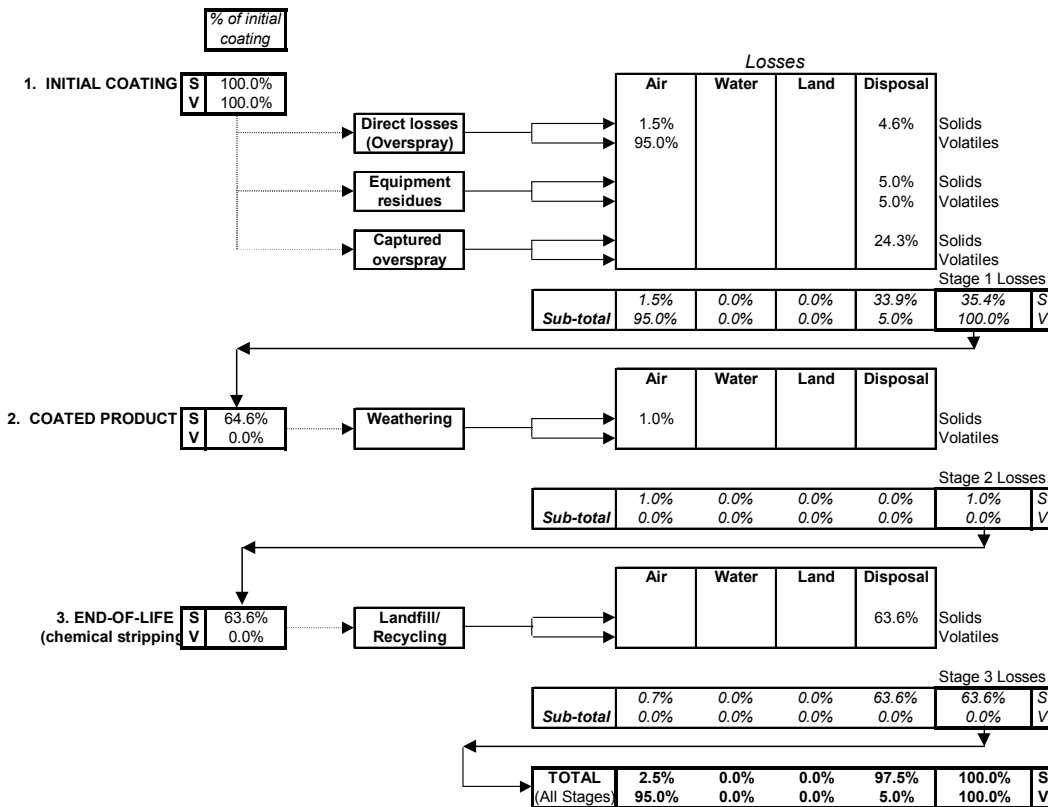 % of initial
coating
Losses
1. INITIAL COATING S 100.0% Air Water Land Disposal
V 100.0%
Direct losses 1.5% 4.6% Solids
(Overspray) 95.0% Volatiles
Equipment 5.0% Solids
residues 5.0% Volatiles
Captured 24.3% Solids
overspray Volatiles
Stage 1 Losses
1.5% 0.0% 0.0% 33.9% 35.4% S
Sub-total 95.0% 0.0% 0.0% 5.0% 100.0% V
Air Water Land Disposal
2. COATED PRODUCT S 64.6% Weathering 1.0% Solids
V 0.0% Volatiles
Stage 2 Losses
1.0% 0.0% 0.0% 0.0% 1.0% S
Sub-total 0.0% 0.0% 0.0% 0.0% 0.0% V
Air Water Land Disposal
3. END-OF-LIFE S 63.6% Landfill/ 63.6% Solids
(chemical stripping V 0.0% Recycling Volatiles
Stage 3 Losses
0.7% 0.0% 0.0% 63.6% 63.6% S
Sub-total 0.0% 0.0% 0.0% 0.0% 0.0% V
TOTAL 2.5% 0.0% 0.0% 97.5% 100.0% S
(All Stages) 95.0% 0.0% 0.0% 5.0% 100.0% V